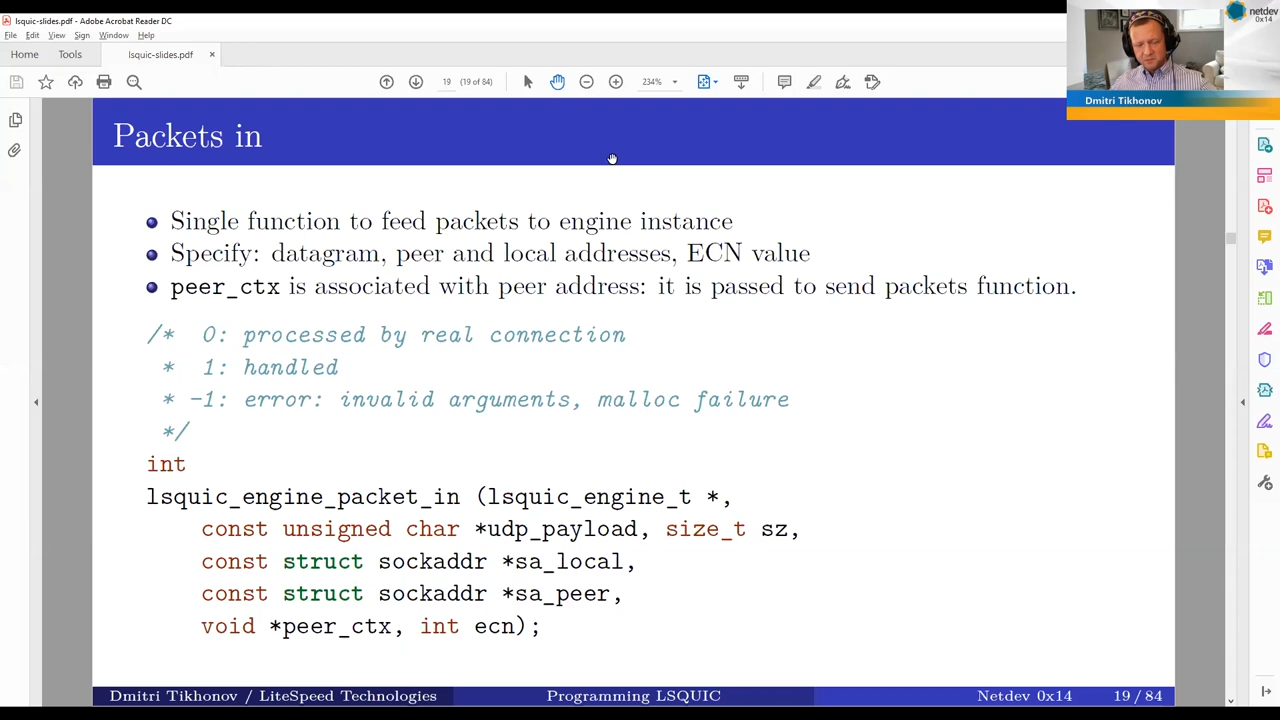 lsquic-slides.pdf - Adobe Acrobat Reader DC
File Edit View Sign Window Help
Home Tools lsquic-slides.pdf ×
19 (19 of 84) 234%
netdev
0x14
Dmitri Tikhonov
Packets in
Single function to feed packets to engine instance
Specify: datagram, peer and local addresses, ECN value
peer_ctx is associated with peer address: it is passed to send packets function.
/* 0: processed by real connection
* 1: handled
* -1: error: invalid arguments, malloc failure
*/
int
lsquic_engine_packet_in (lsquic_engine_t *,
const unsigned char *udp_payload, size_t sz,
const struct sockaddr *sa_local,
const struct sockaddr *sa_peer,
void *peer_ctx, int ecn);
Dmitri Tikhonov / LiteSpeed Technologies Programming LSQUIC Netdev 0x14 19 / 84